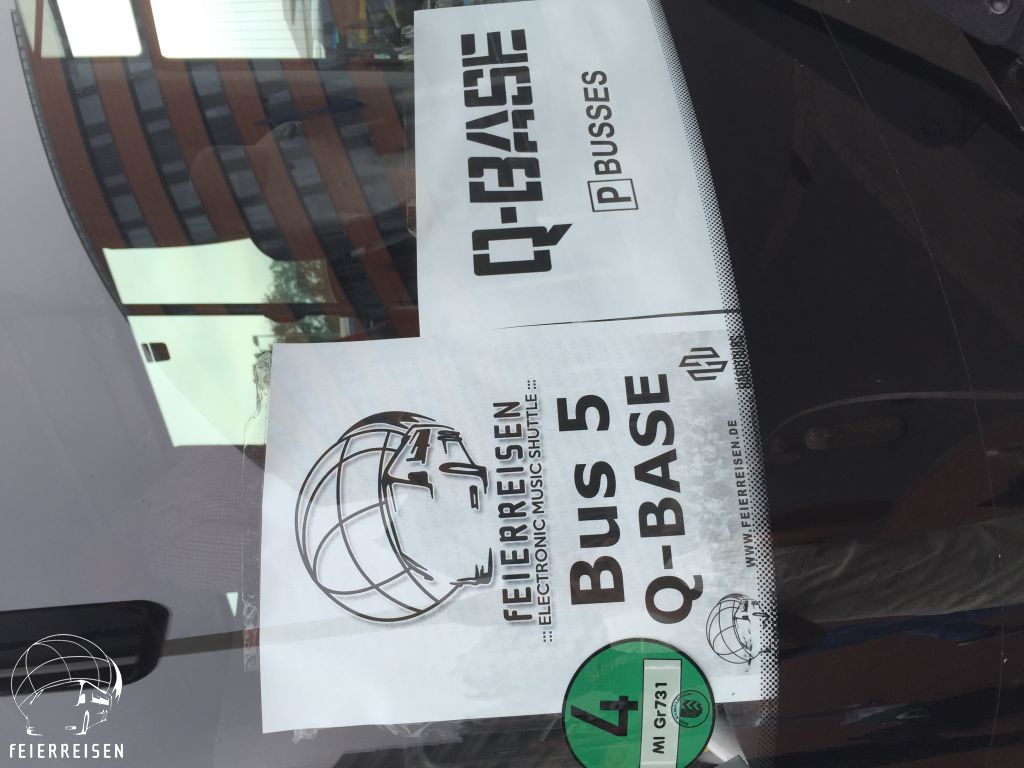 Q-BASE
P BUSSES
FEIERREISEN
::: ELECTRONIC MUSIC SHUTTLE :::
Bus 5
Q-BASE
WWW.FEIERREISEN.DE
4
MI Gr731
FEIERREISEN